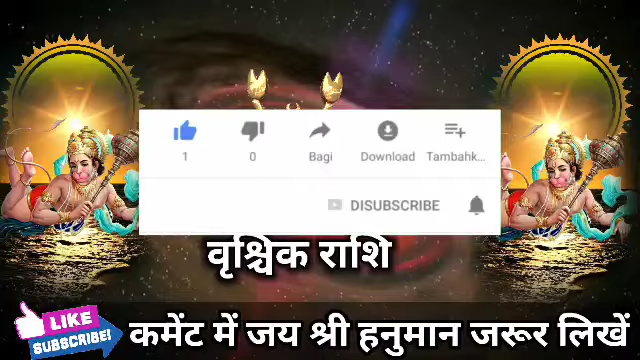 1
0
Bagi
Download
Tambahk...
DISUBSCRIBE
वृश्चिक राशि
LIKE
SUBSCRIBE!
कमेंट में जय श्री हनुमान जरूर लिखें